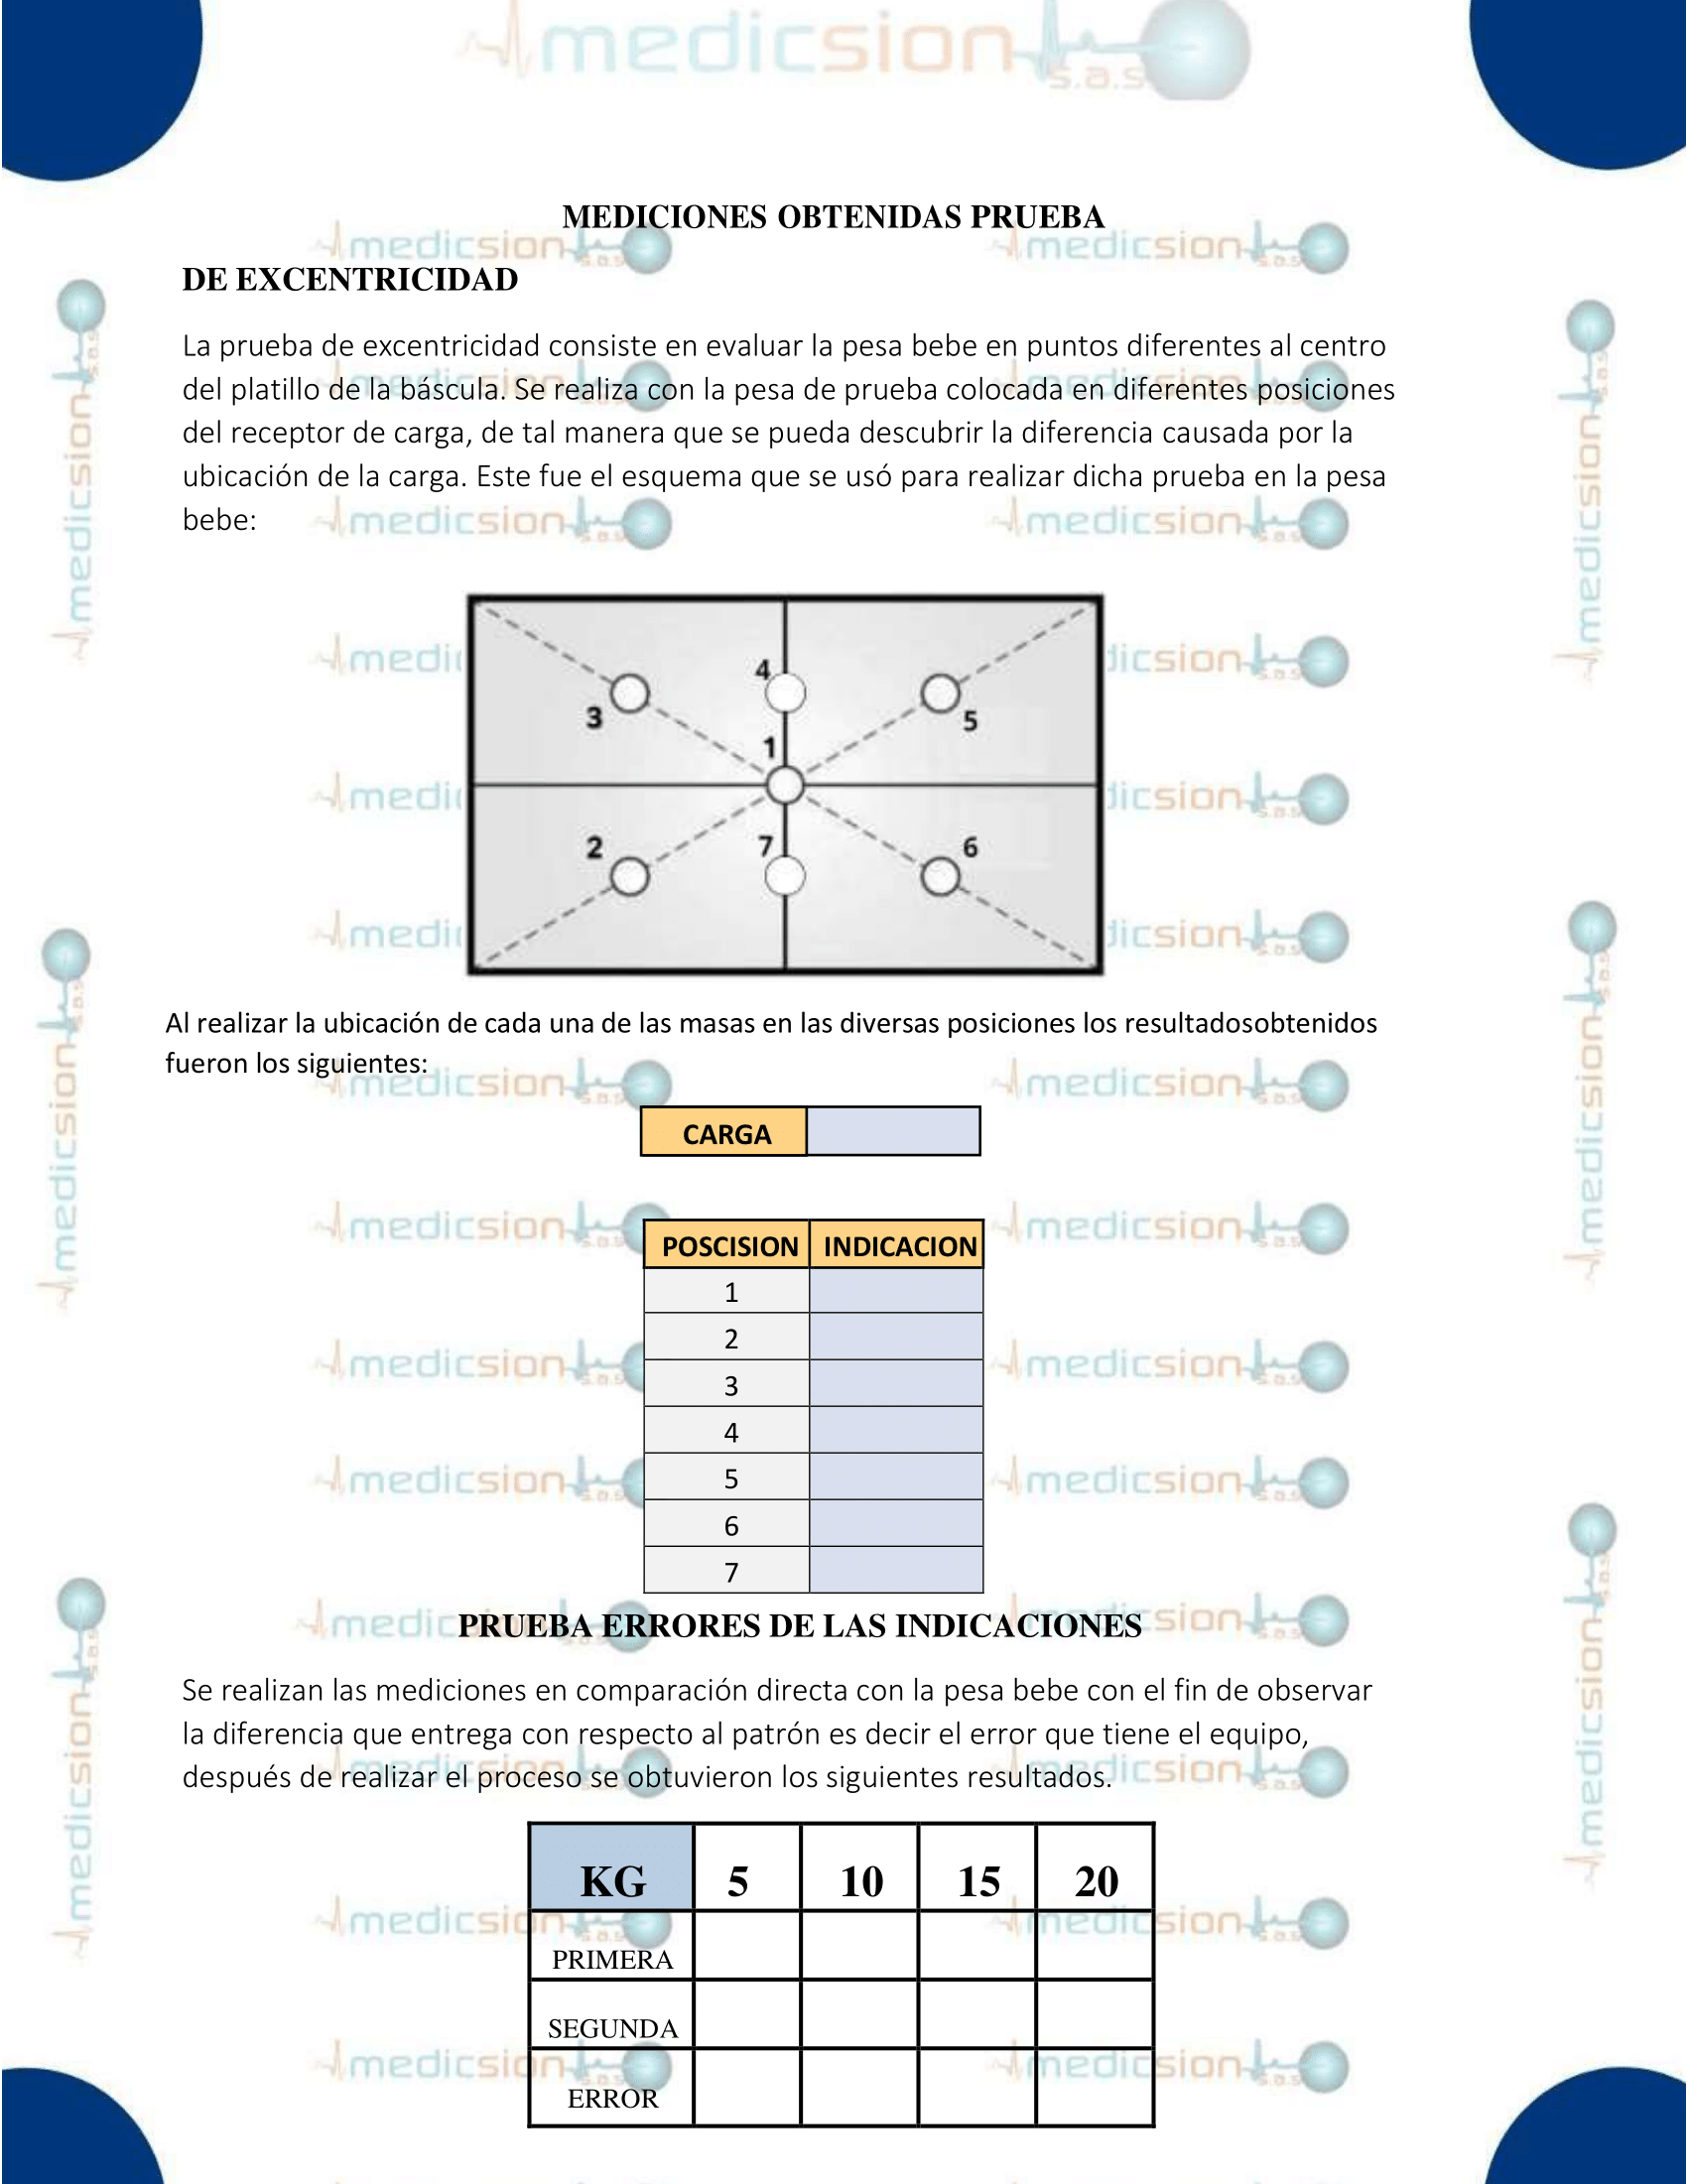 medicsion
s.a.s
MEDICIONES OBTENIDAS PRUEBA
DE EXCENTRICIDAD
La prueba de excentricidad consiste en evaluar la pesa bebe en puntos diferentes al centro
del platillo de la báscula. Se realiza con la pesa de prueba colocada en diferentes posiciones
del receptor de carga, de tal manera que se pueda descubrir la diferencia causada por la
ubicación de la carga. Este fue el esquema que se usó para realizar dicha prueba en la pesa
bebe:
4
3
5
1
2
7
6
Al realizar la ubicación de cada una de las masas en las diversas posiciones los resultadosobtenidos
fueron los siguientes:
CARGA
POSCISION INDICACION
1
2
3
4
5
6
7
PRUEBA ERRORES DE LAS INDICACIONES
Se realizan las mediciones en comparación directa con la pesa bebe con el fin de observar
la diferencia que entrega con respecto al patrón es decir el error que tiene el equipo,
después de realizar el proceso se obtuvieron los siguientes resultados.
KG 5 10 15 20
PRIMERA
SEGUNDA
ERROR